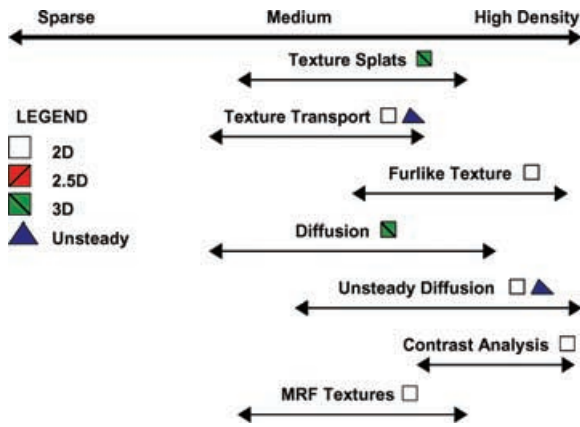 Sparse Medium High Density
Texture Splats
LEGEND
Texture Transport
2D
Furlike Texture
2.5D
3D
Diffusion
Unsteady
Unsteady Diffusion
Contrast Analysis
MRF Textures